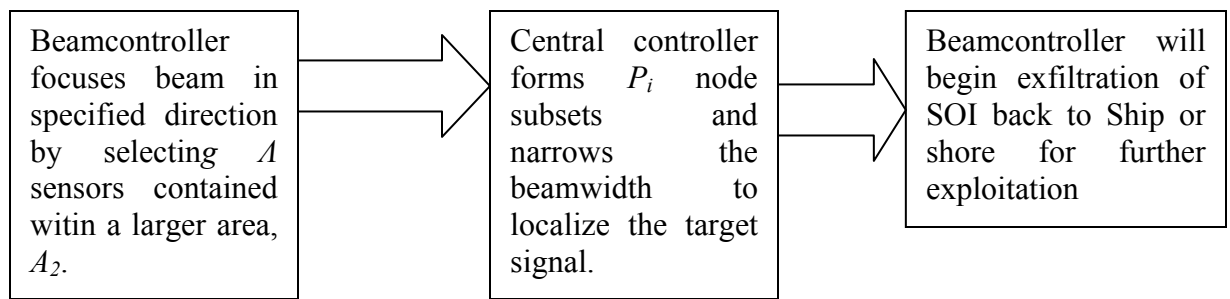 Beamcontroller
focuses beam in
specified direction
by selecting Λ
sensors contained
witin a larger area,
A2.
Central controller
forms Pi node
subsets and
narrows the
beamwidth to
localize the target
signal.
Beamcontroller will
begin exfiltration of
SOI back to Ship or
shore for further
exploitation